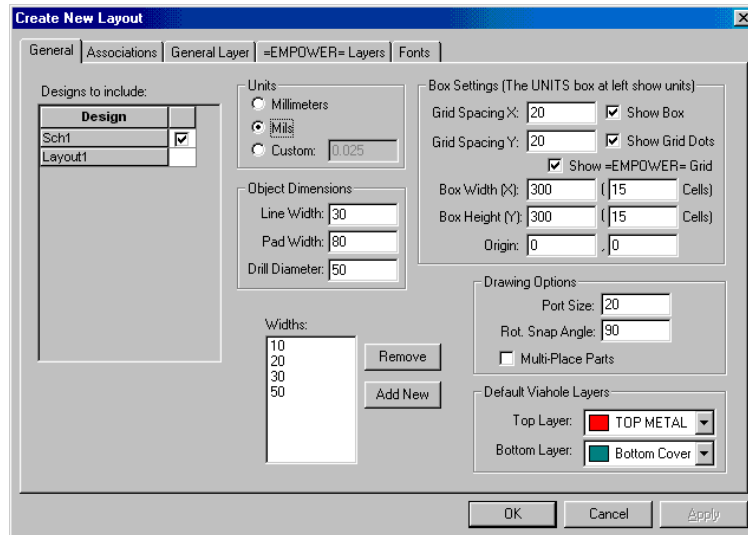 Create New Layout
General Associations General Layer =EMPOWER= Layers Fonts
Designs to include:
Design
Sch1
Layout1
Units
Millimeters
Mils
Custom: 0.025
Object Dimensions
Line Width: 30
Pad Width: 80
Drill Diameter: 50
Widths:
10
20
30
50
Remove
Add New
Box Settings (The UNITS box at left show units)
Grid Spacing X: 20 Show Box
Grid Spacing Y: 20 Show Grid Dots
Show =EMPOWER= Grid
Box Width (X): 300 ( 15 Cells)
Box Height (Y): 300 ( 15 Cells)
Origin: 0 , 0
Drawing Options
Port Size: 20
Rot. Snap Angle: 90
Multi-Place Parts
Default Viahole Layers
Top Layer: TOP METAL
Bottom Layer: Bottom Cover
OK Cancel Apply